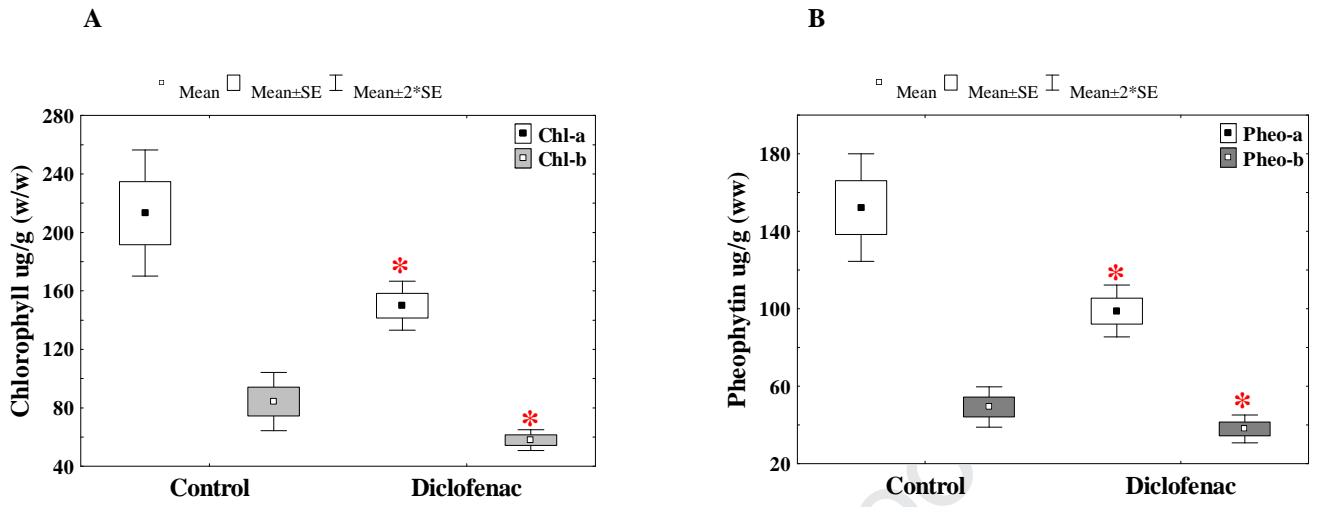 A
Mean Mean±SE Mean±2*SE
Chlorophyll ug/g (w/w)
280
240
200
160
120
80
40
Chl-a
Chl-b
*
*
Control Diclofenac
B
Mean Mean±SE Mean±2*SE
Pheophytin ug/g (ww)
180
140
100
60
20
Pheo-a
Pheo-b
*
*
Control Diclofenac